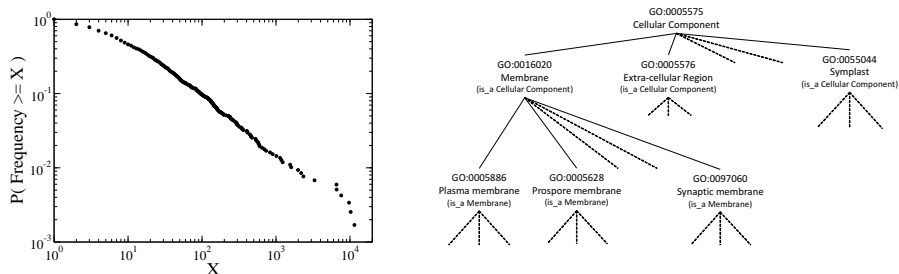 P( Frequency >= X )
10^0
10^-1
10^-2
10^-3
10^0 10^1 10^2 10^3 10^4
X
GO:0005575
Cellular Component
GO:0016020
Membrane
(is_a Cellular Component)
GO:0005576
Extra-cellular Region
(is_a Cellular Component)
GO:0055044
Symplast
(is_a Cellular Component)
GO:0005886
Plasma membrane
(is_a Membrane)
GO:0005628
Prospore membrane
(is_a Membrane)
GO:0097060
Synaptic membrane
(is_a Membrane)